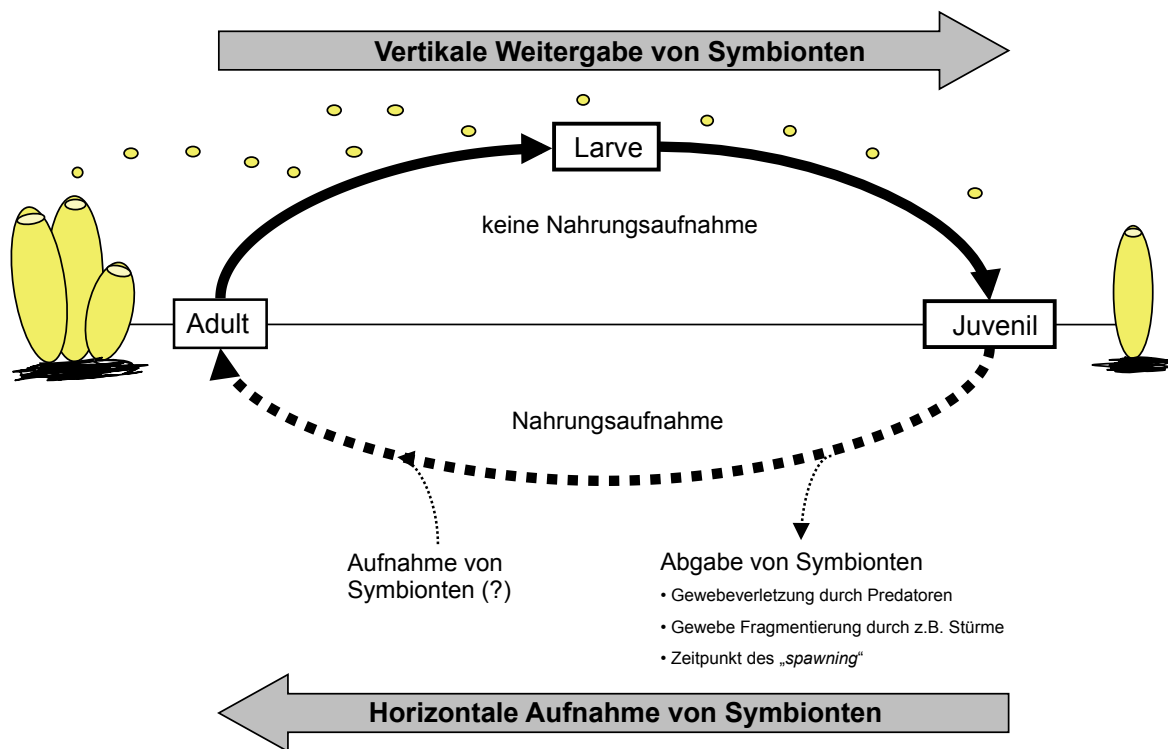 Vertikale Weitergabe von Symbionten
Larve
keine Nahrungsaufnahme
Adult
Juvenil
Nahrungsaufnahme
Aufnahme von
Symbionten (?)
Abgabe von Symbionten
• Gewebeverletzung durch Predatoren
• Gewebe Fragmentierung durch z.B. Stürme
• Zeitpunkt des „spawning“
Horizontale Aufnahme von Symbionten